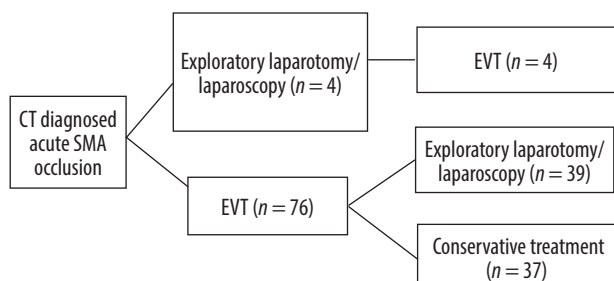 CT diagnosed
acute SMA
occlusion
Exploratory laparotomy/
laparoscopy (n = 4)
EVT (n = 4)
EVT (n = 76)
Exploratory laparotomy/
laparoscopy (n = 39)
Conservative treatment
(n = 37)